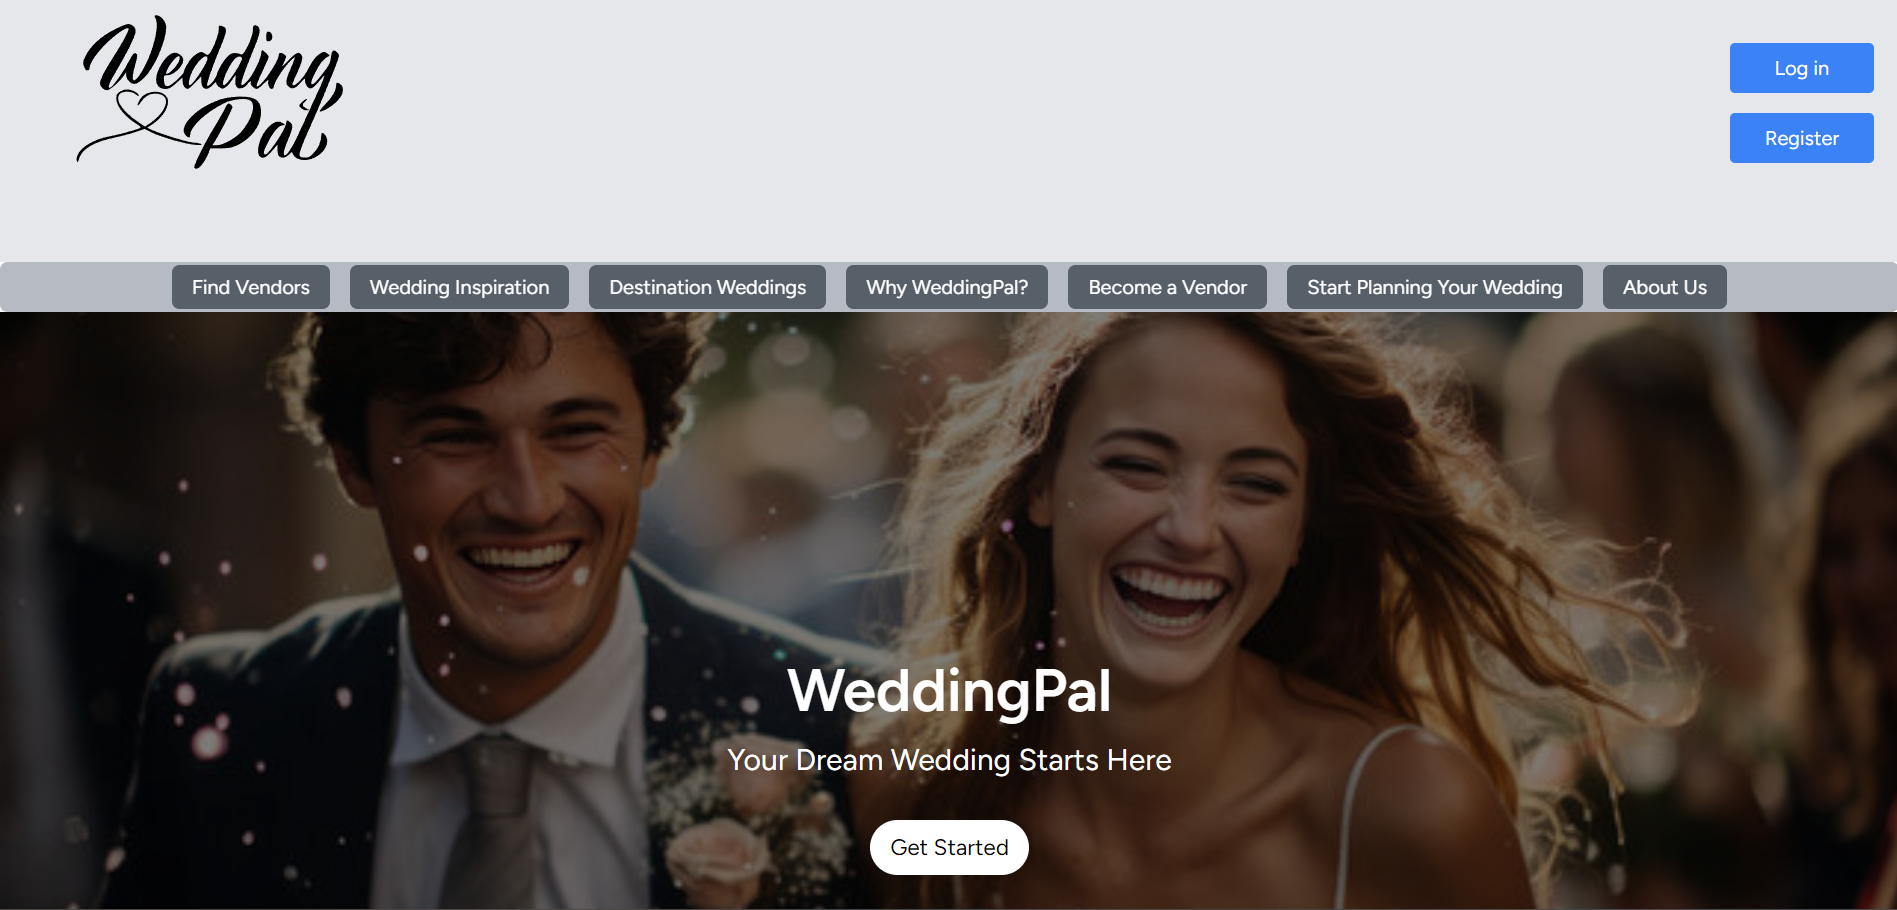 Wedding
Pal
Log in
Register
Find Vendors
Wedding Inspiration
Destination Weddings
Why WeddingPal?
Become a Vendor
Start Planning Your Wedding
About Us
WeddingPal
Your Dream Wedding Starts Here
Get Started